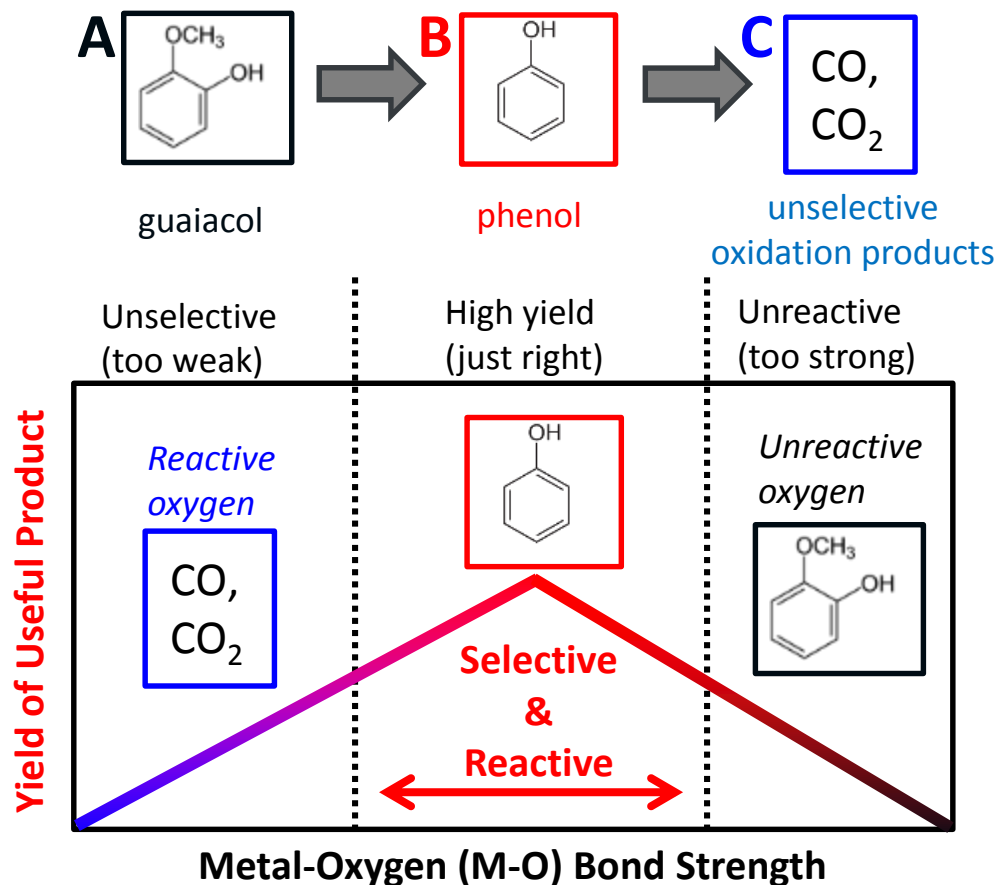 A
OCH₃
OH
B
OH
C
CO,
CO₂
guaiacol
phenol
unselective
oxidation products
Unselective
(too weak)
High yield
(just right)
Unreactive
(too strong)
Yield of Useful Product
Reactive
oxygen
CO,
CO₂
OH
Selective
&
Reactive
Unreactive
oxygen
OCH₃
OH
Metal-Oxygen (M-O) Bond Strength